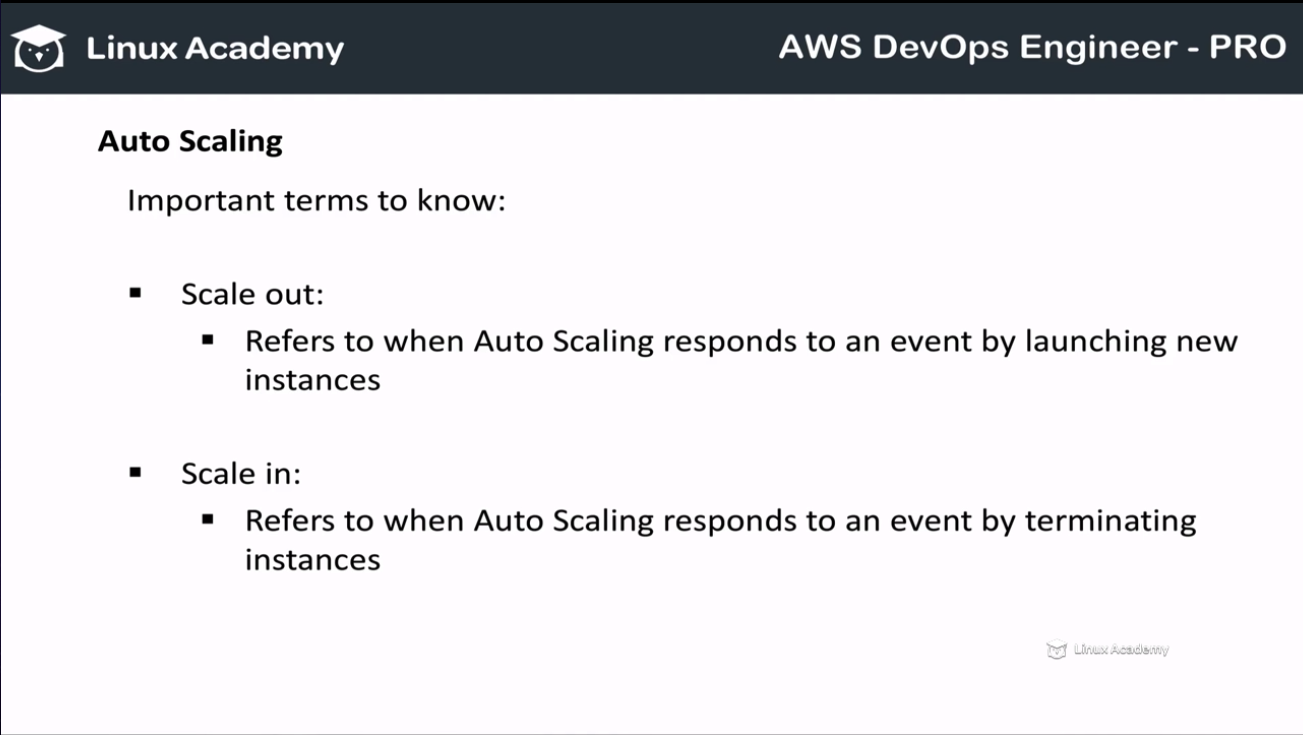 Linux Academy
AWS DevOps Engineer - PRO
Auto Scaling
Important terms to know:
▪ Scale out:
▪ Refers to when Auto Scaling responds to an event by launching new
instances
▪ Scale in:
▪ Refers to when Auto Scaling responds to an event by terminating
instances
Linux Academy